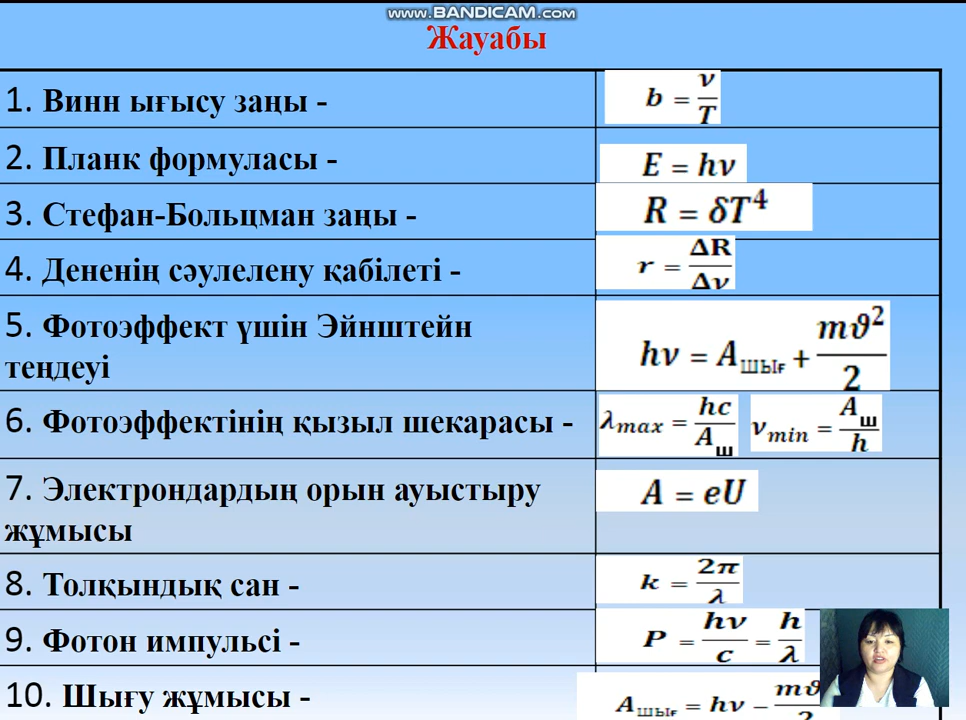 www.BANDICAM.com
Жауабы
1. Винн ығысу заңы -
b = ν/T
2. Планк формуласы -
E = hν
3. Стефан-Больцман заңы -
R = δT⁴
4. Дененің сәулелену қабілеті -
r = ΔR/Δν
5. Фотоэффект үшін Эйнштейн
теңдеуі
hν = Aшығ + mϑ²/2
6. Фотоэффектінің қызыл шекарасы -
λmax = hc/Aш νmin = Aш/h
7. Электрондардың орын ауыстыру
жұмысы
A = eU
8. Толқындық сан -
k = 2π/λ
9. Фотон импульсі -
P = hν/c = h/λ
10. Шығу жұмысы -
Aшығ = hν − mϑ/2